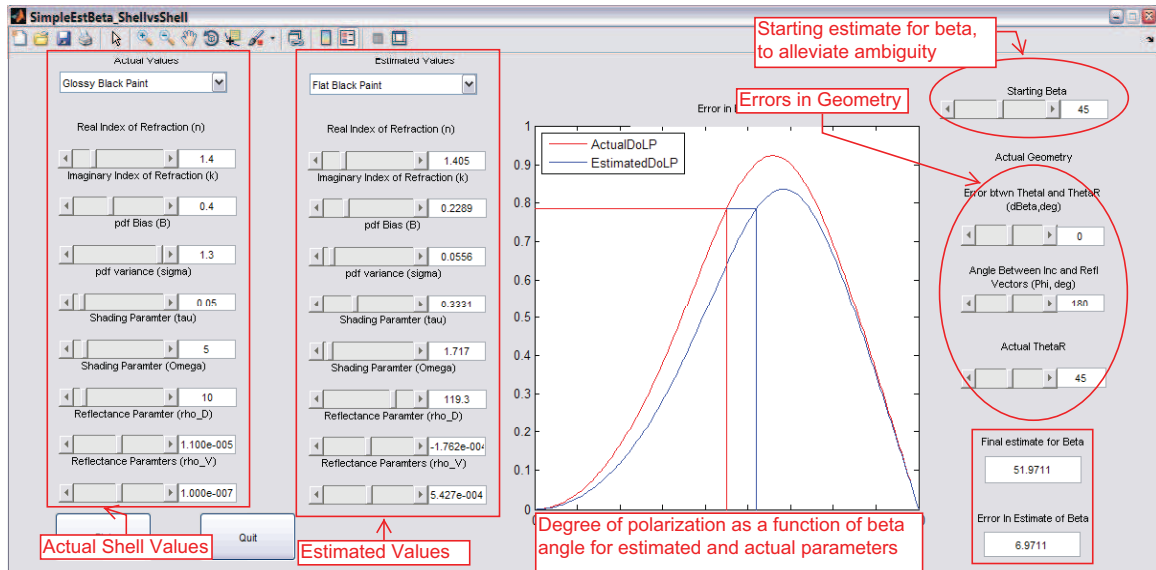 SimpleEstBeta_ShellvsShell
Starting estimate for beta,
to alleviate ambiguity
Actual Values
Glossy Black Paint
Real Index of Refraction (n)
1.4
Imaginary Index of Refraction (k)
0.4
pdf Bias (B)
1.3
pdf variance (sigma)
0.05
Shading Paramter (tau)
5
Shading Paramter (Omega)
10
Reflectance Paramter (rho_D)
1.100e-005
Reflectance Paramters (rho_V)
1.000e-007
Actual Shell Values
Quit
Estimated Values
Flat Black Paint
Real Index of Refraction (n)
1.405
Imaginary Index of Refraction (k)
0.2289
pdf Bias (B)
0.0556
pdf variance (sigma)
0.3331
Shading Paramter (tau)
1.717
Shading Paramter (Omega)
119.3
Reflectance Paramter (rho_D)
-1.762e-004
Reflectance Paramters (rho_V)
5.427e-004
Estimated Values
Errors in Geometry
Error in
ActualDoLP
EstimatedDoLP
1
0.9
0.8
0.7
0.6
0.5
0.4
0.3
0.2
0.1
0
Degree of polarization as a function of beta
angle for estimated and actual parameters
Starting Beta
45
Actual Geometry
Error btwn ThetaI and ThetaR
(dBeta,deg)
0
Angle Between Inc and Refl
Vectors (Phi, deg)
180
Actual ThetaR
45
Final estimate for Beta
51.9711
Error In Estimate of Beta
6.9711